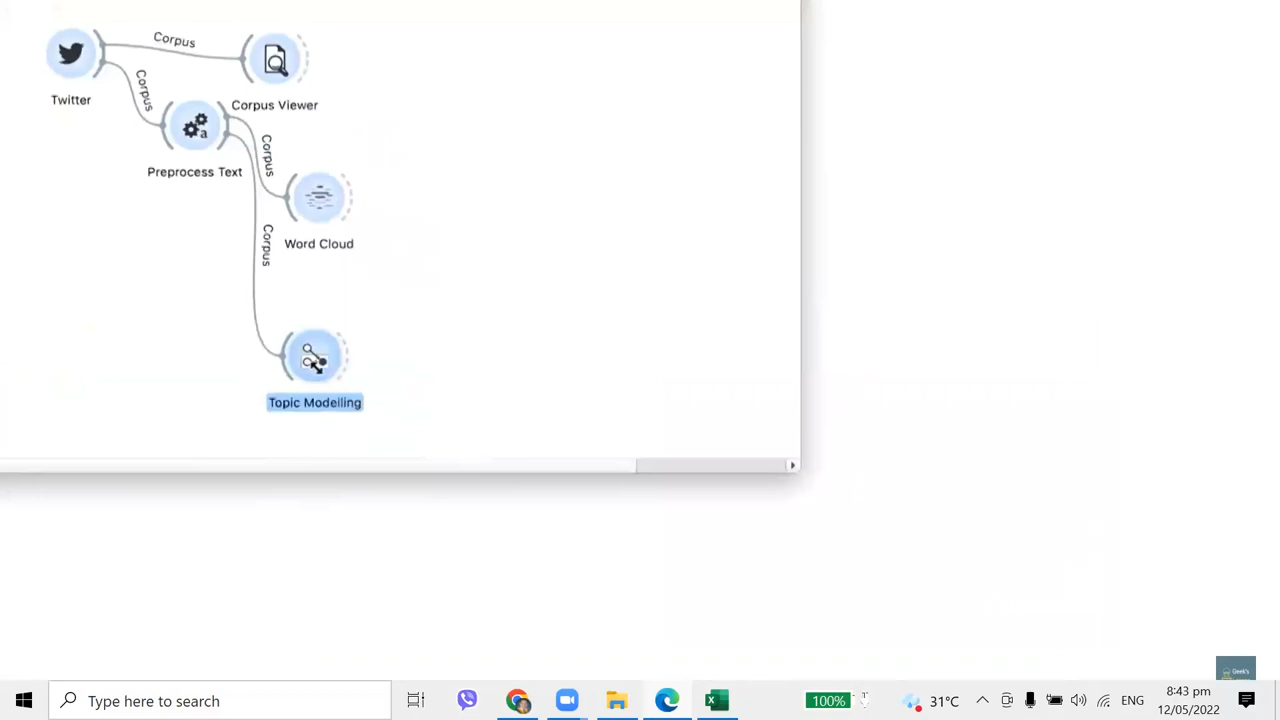 Corpus
Twitter
Corpus
Corpus Viewer
Preprocess Text
Corpus
Word Cloud
Corpus
Topic Modelling
Geek's
Type here to search
100%
31°C
ENG
8:43 pm
12/05/2022